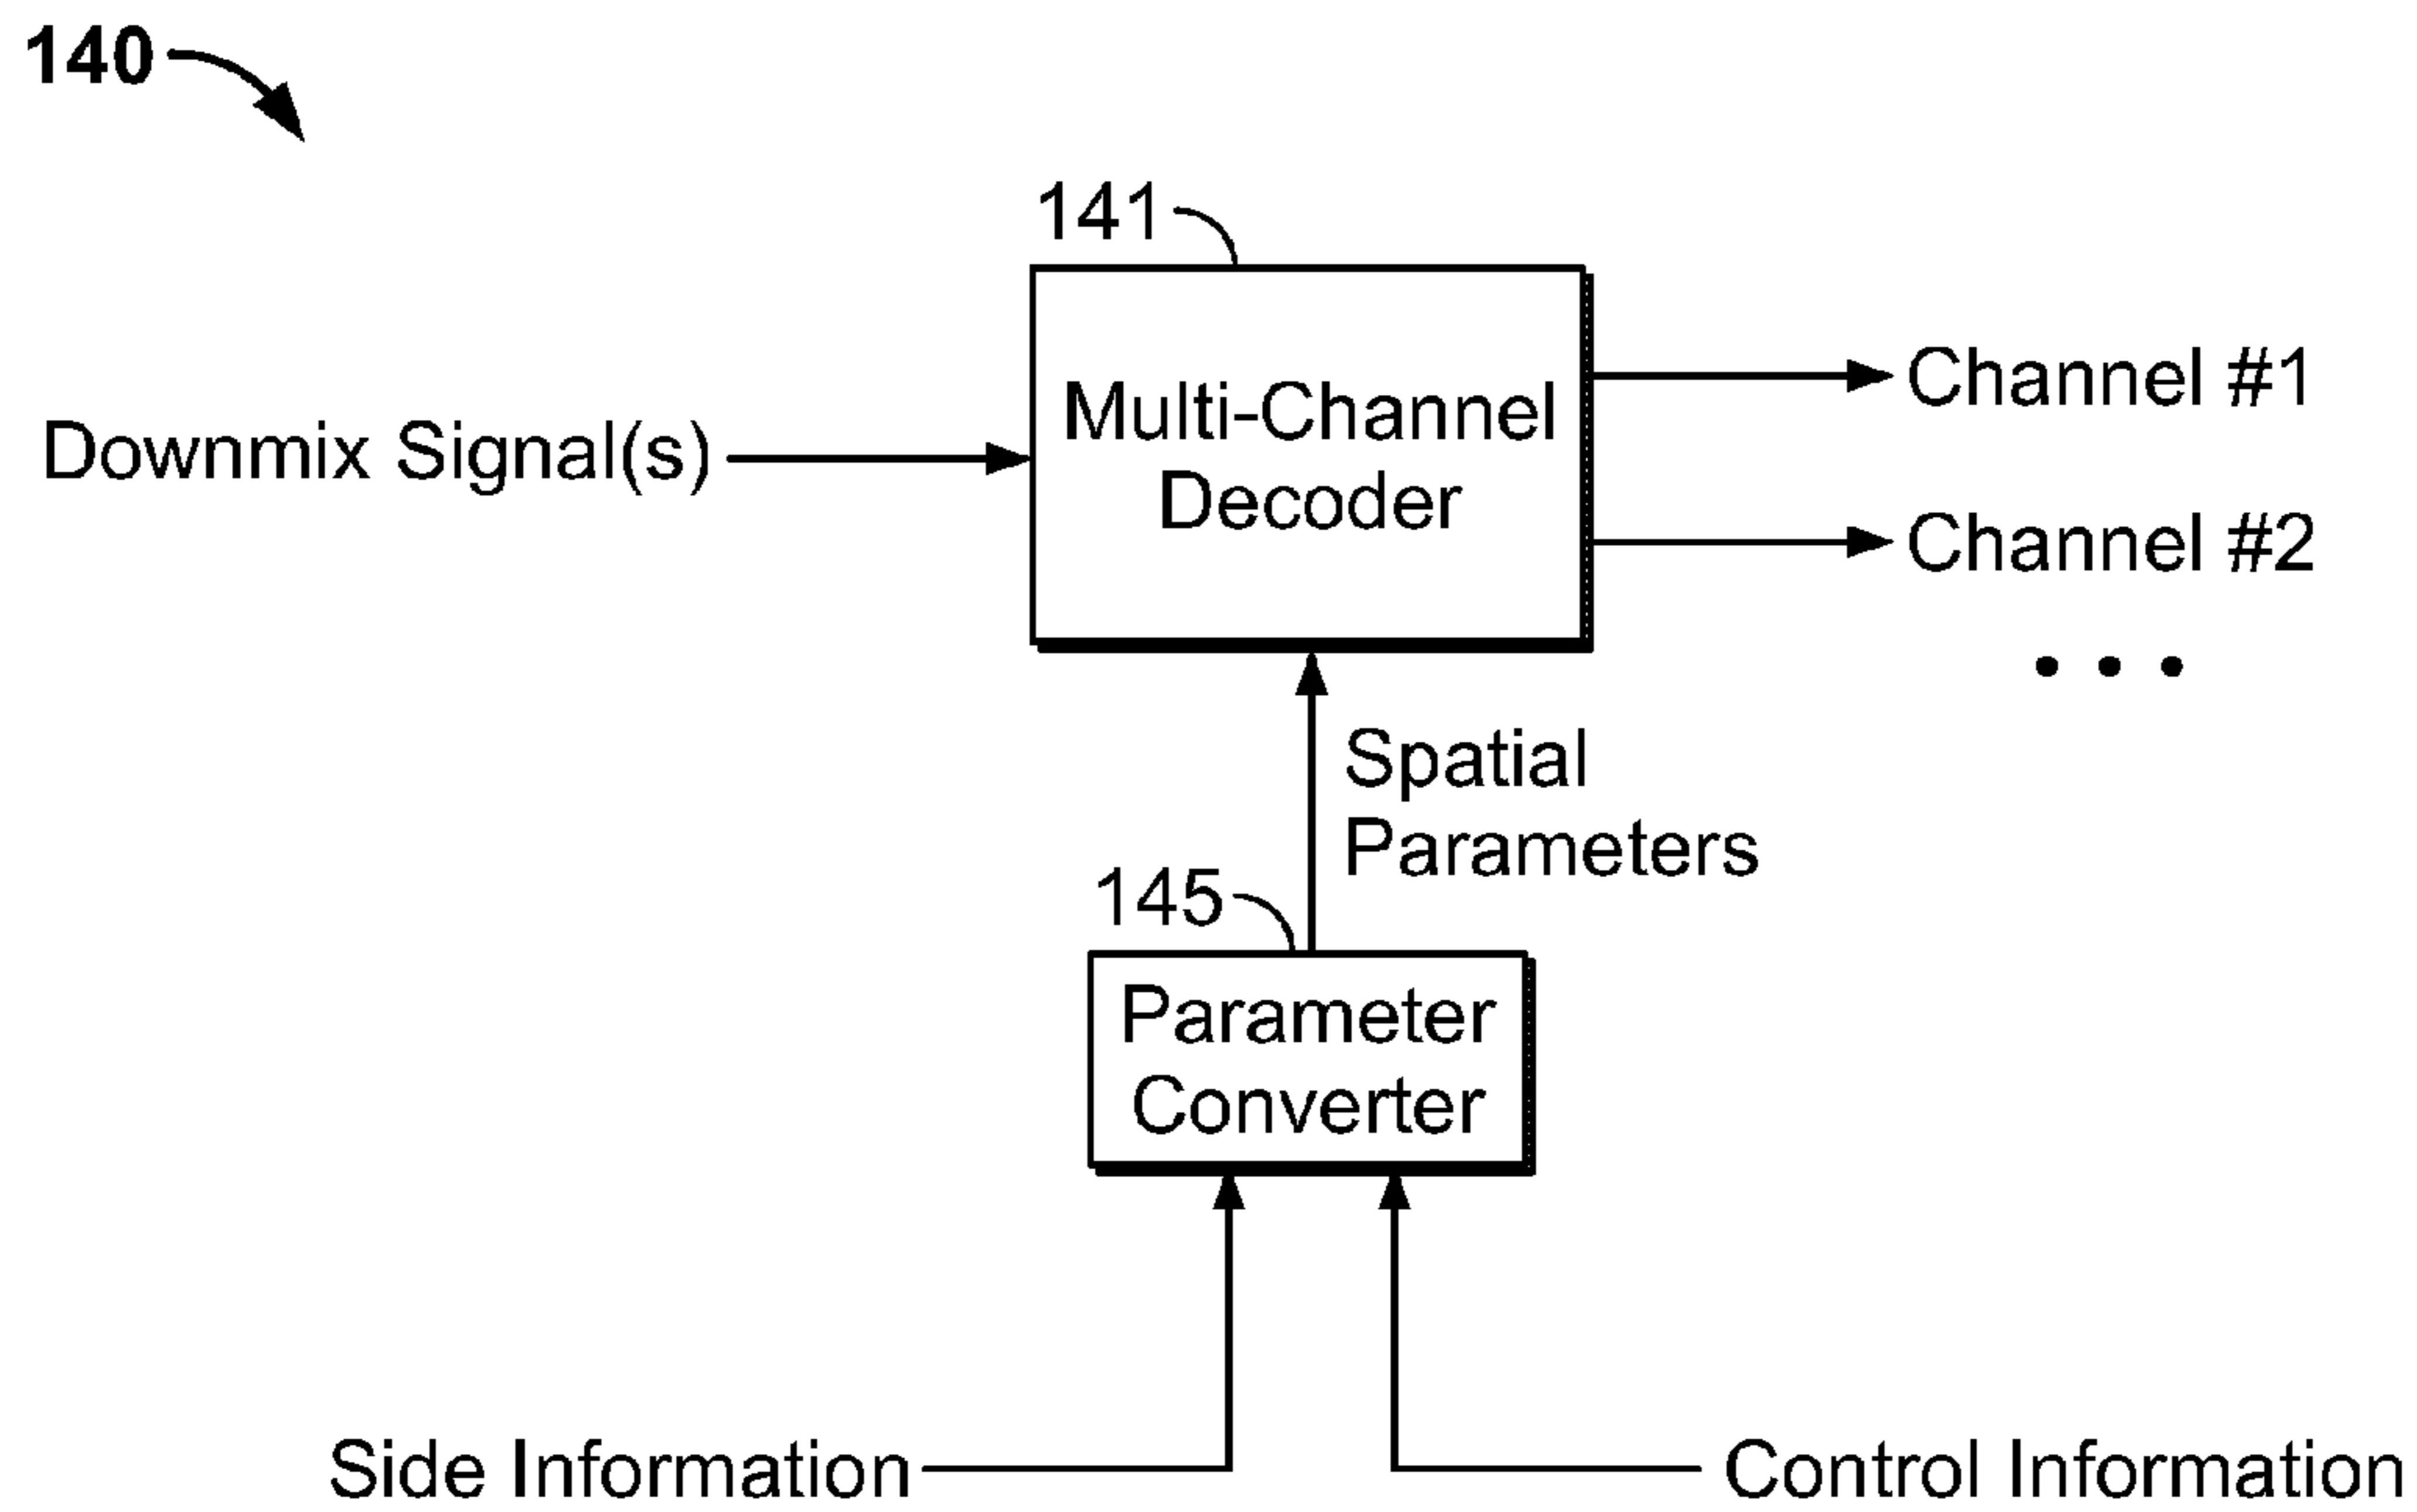 140
141
Multi-Channel
Decoder
Downmix Signal(s)
Channel #1
Channel #2
• • •
Spatial
Parameters
145
Parameter
Converter
Side Information
Control Information